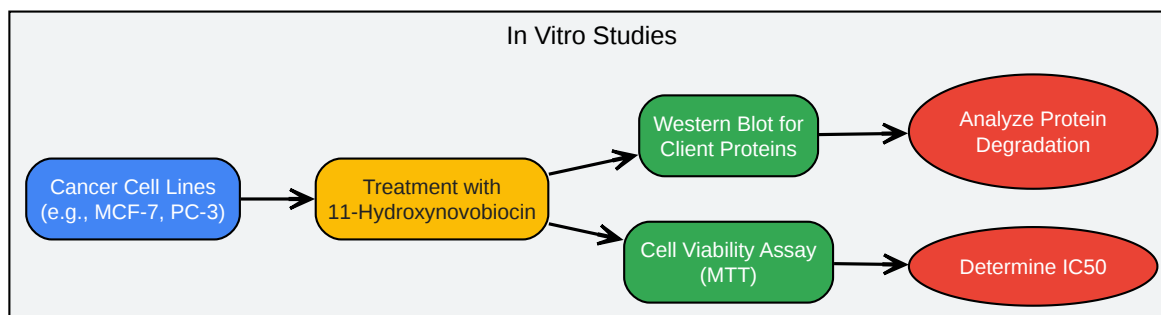 In Vitro Studies
Cancer Cell Lines
(e.g., MCF-7, PC-3)
Treatment with
11-Hydroxynovobiocin
Western Blot for
Client Proteins
Analyze Protein
Degradation
Cell Viability Assay
(MTT)
Determine IC50